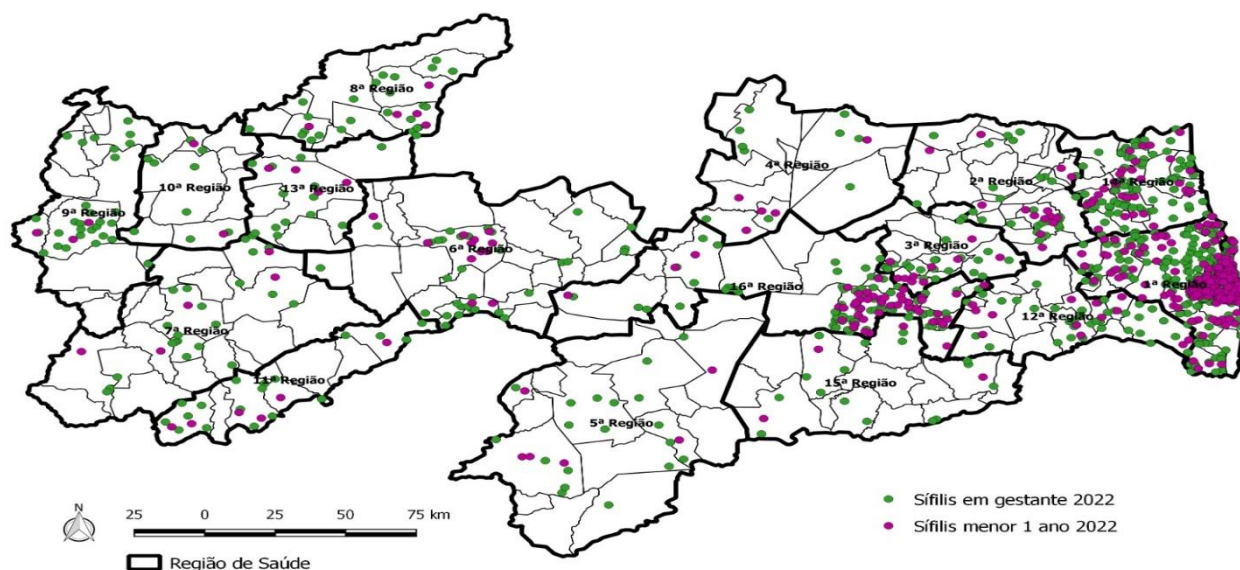 8ª Região
4ª Região
2ª Região
14ª Região
10ª Região
13ª Região
9ª Região
6ª Região
3ª Região
16ª Região
1ª Região
12ª Região
7ª Região
11ª Região
15ª Região
5ª Região
N
25 0 25 50 75 km
Região de Saúde
Sífilis em gestante 2022
Sífilis menor 1 ano 2022